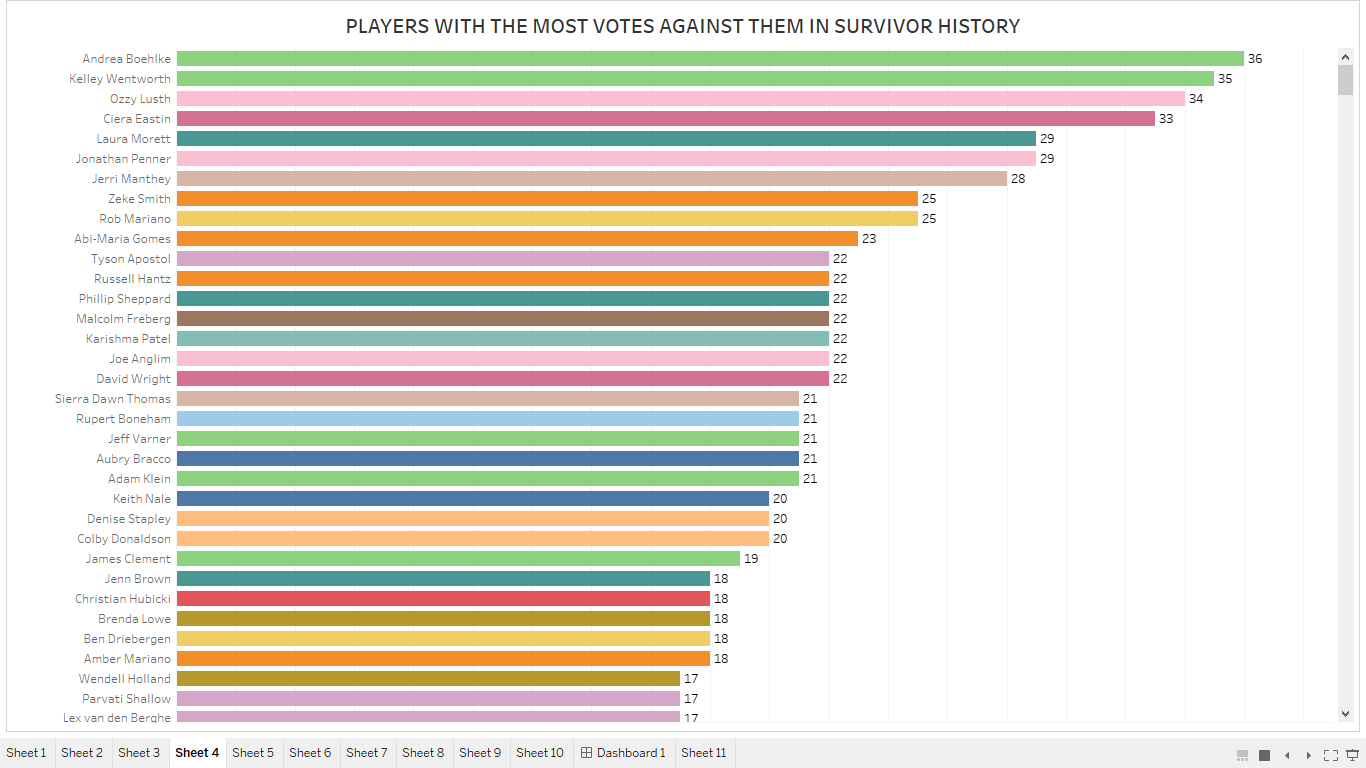 PLAYERS WITH THE MOST VOTES AGAINST THEM IN SURVIVOR HISTORY
Andrea Boehlke 36
Kelley Wentworth 35
Ozzy Lusth 34
Ciera Eastin 33
Laura Morett 29
Jonathan Penner 29
Jerri Manthey 28
Zeke Smith 25
Rob Mariano 25
Abi-Maria Gomes 23
Tyson Apostol 22
Russell Hantz 22
Phillip Sheppard 22
Malcolm Freberg 22
Karishma Patel 22
Joe Anglim 22
David Wright 22
Sierra Dawn Thomas 21
Rupert Boneham 21
Jeff Varner 21
Aubry Bracco 21
Adam Klein 21
Keith Nale 20
Denise Stapley 20
Colby Donaldson 20
James Clement 19
Jenn Brown 18
Christian Hubicki 18
Brenda Lowe 18
Ben Driebergen 18
Amber Mariano 18
Wendell Holland 17
Parvati Shallow 17
Lex van den Berghe 17
Sheet 1 Sheet 2 Sheet 3 Sheet 4 Sheet 5 Sheet 6 Sheet 7 Sheet 8 Sheet 9 Sheet 10 Dashboard 1 Sheet 11